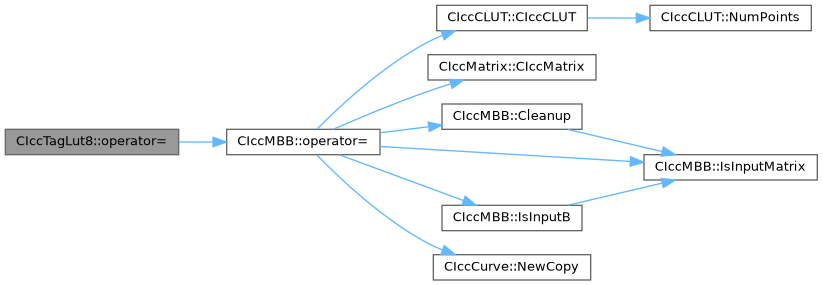 CIccTagLut8::operator=
CIccMBB::operator=
CIccCLUT::CIccCLUT
CIccCLUT::NumPoints
CIccMatrix::CIccMatrix
CIccMBB::Cleanup
CIccMBB::IsInputMatrix
CIccMBB::IsInputB
CIccCurve::NewCopy